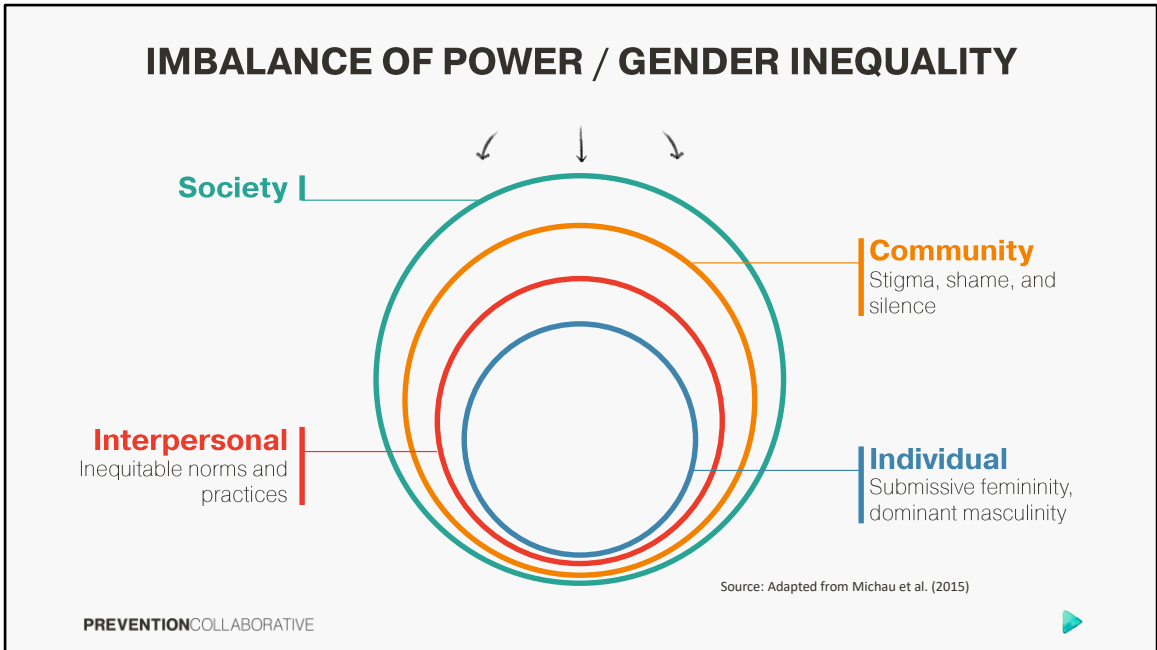 IMBALANCE OF POWER / GENDER INEQUALITY
Society
Community
Stigma, shame, and
silence
Interpersonal
Inequitable norms and
practices
Individual
Submissive femininity,
dominant masculinity
Source: Adapted from Michau et al. (2015)
PREVENTIONCOLLABORATIVE